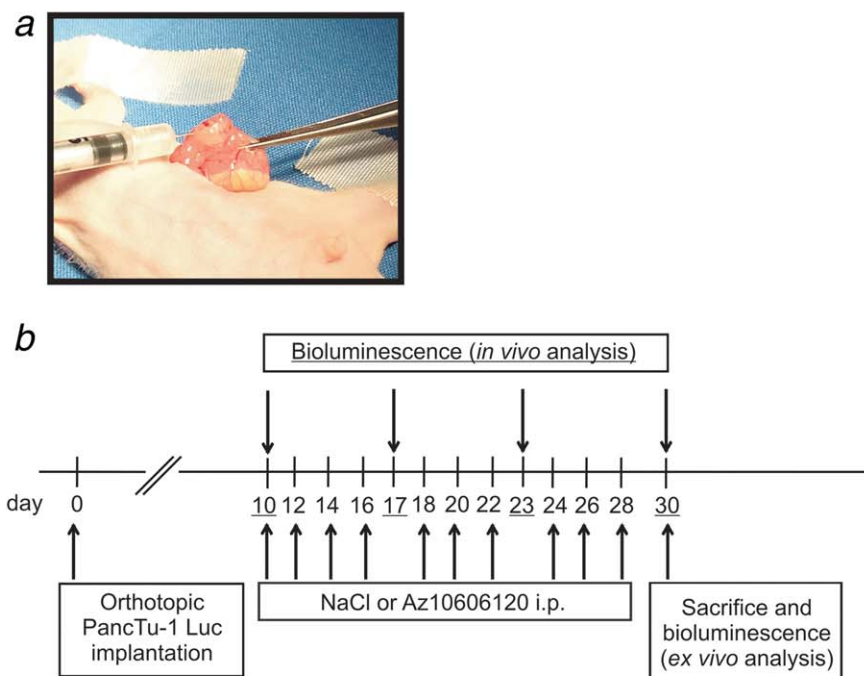 a
b
Bioluminescence (in vivo analysis)
day 0 10 12 14 16 17 18 20 22 23 24 26 28 30
Orthotopic
PancTu-1 Luc
implantation
NaCl or Az10606120 i.p.
Sacrifice and
bioluminescence
(ex vivo analysis)